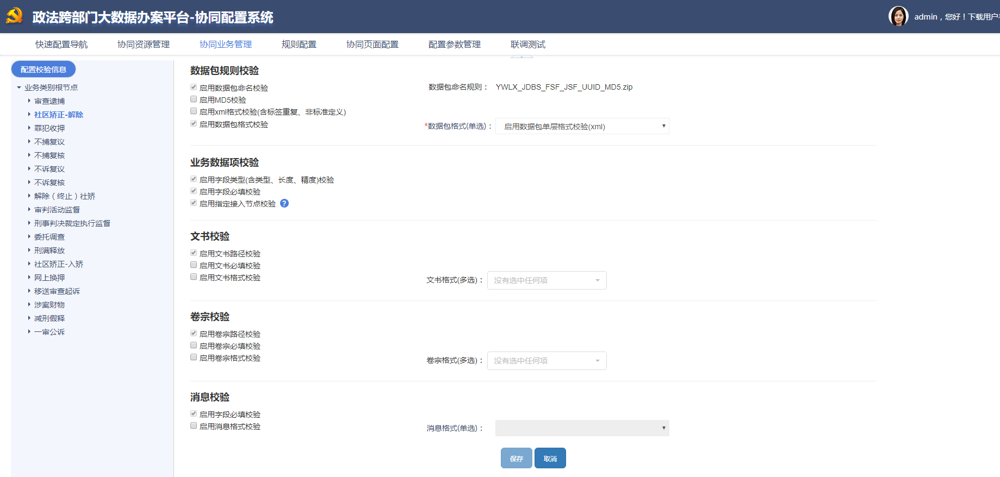 政法跨部门大数据办案平台-协同配置系统
admin，您好！下载用户
快速配置导航 协同资源管理 协同业务管理 规则配置 协同页面配置 配置参数管理 联调测试
配置校验信息
业务类别根节点
审查逮捕
社区矫正-解除
罪犯收押
不捕复议
不捕复核
不诉复议
不诉复核
解除（终止）社矫
审判活动监督
刑事判决裁定执行监督
委托调查
刑满释放
社区矫正-入矫
网上换押
移送审查起诉
涉案财物
减刑假释
一审公诉
数据包规则校验
启用数据包命名校验 数据包命名规则： YWLX_JDBS_FSF_JSF_UUID_MD5.zip
启用MD5校验
启用xml格式校验(含标签重复、非标准定义)
启用数据包格式校验 *数据包格式(单选)： 启用数据包单层格式校验(xml)
业务数据项校验
启用字段类型(含类型、长度、精度)校验
启用字段必填校验
启用指定接入节点校验 ?
文书校验
启用文书路径校验
启用文书必填校验
启用文书格式校验 文书格式(多选)： 没有选中任何项
卷宗校验
启用卷宗路径校验
启用卷宗必填校验
启用卷宗格式校验 卷宗格式(多选)： 没有选中任何项
消息校验
启用字段必填校验
启用消息格式校验 消息格式(单选)：
保存 取消